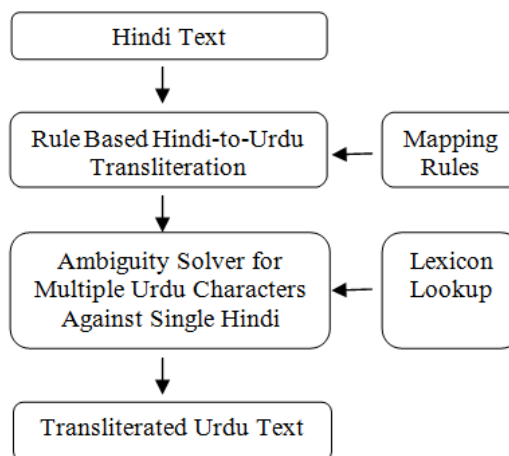 Hindi Text
Rule Based Hindi-to-Urdu
Transliteration
Mapping
Rules
Ambiguity Solver for
Multiple Urdu Characters
Against Single Hindi
Lexicon
Lookup
Transliterated Urdu Text